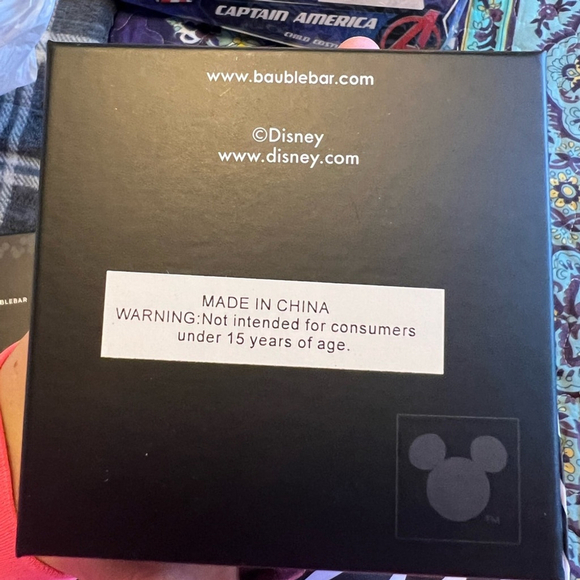 CAPTAIN AMERICA
www.baublebar.com
©Disney
www.disney.com
BLEBAR
MADE IN CHINA
WARNING:Not intended for consumers
under 15 years of age.
TM